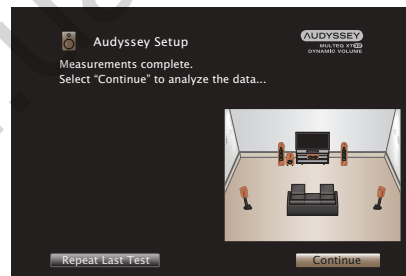 Audyssey Setup
AUDYSSEY
MULTEQ XT32
DYNAMIC VOLUME
Measurements complete.
Select “Continue” to analyze the data...
Repeat Last Test
Continue